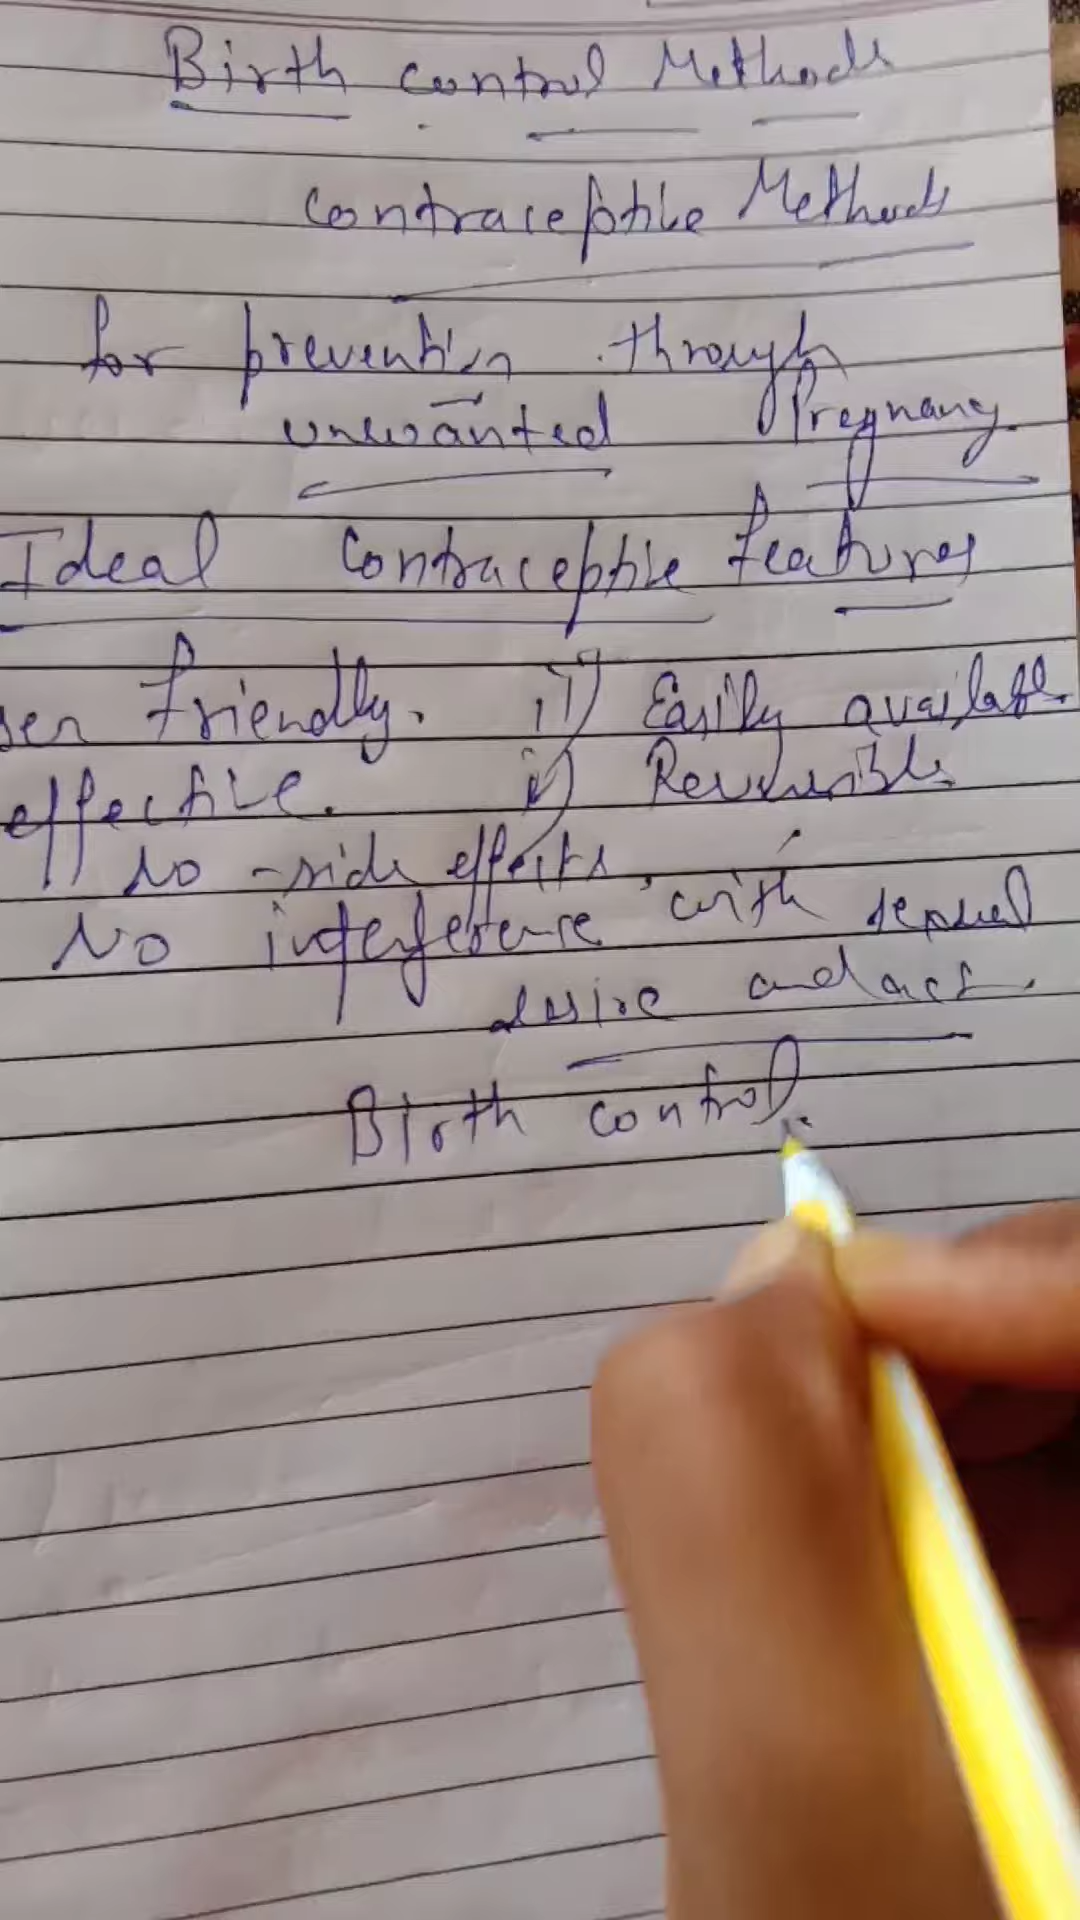 Birth control Methods
Contraceptive Methods
for prevention through
unwanted Pregnancy.
Ideal Contraceptive features
ser friendly. ii) Easily available.
effective. iv) Reversible
No - side effects.
No interference with sexual
desire and act.
Birth control.